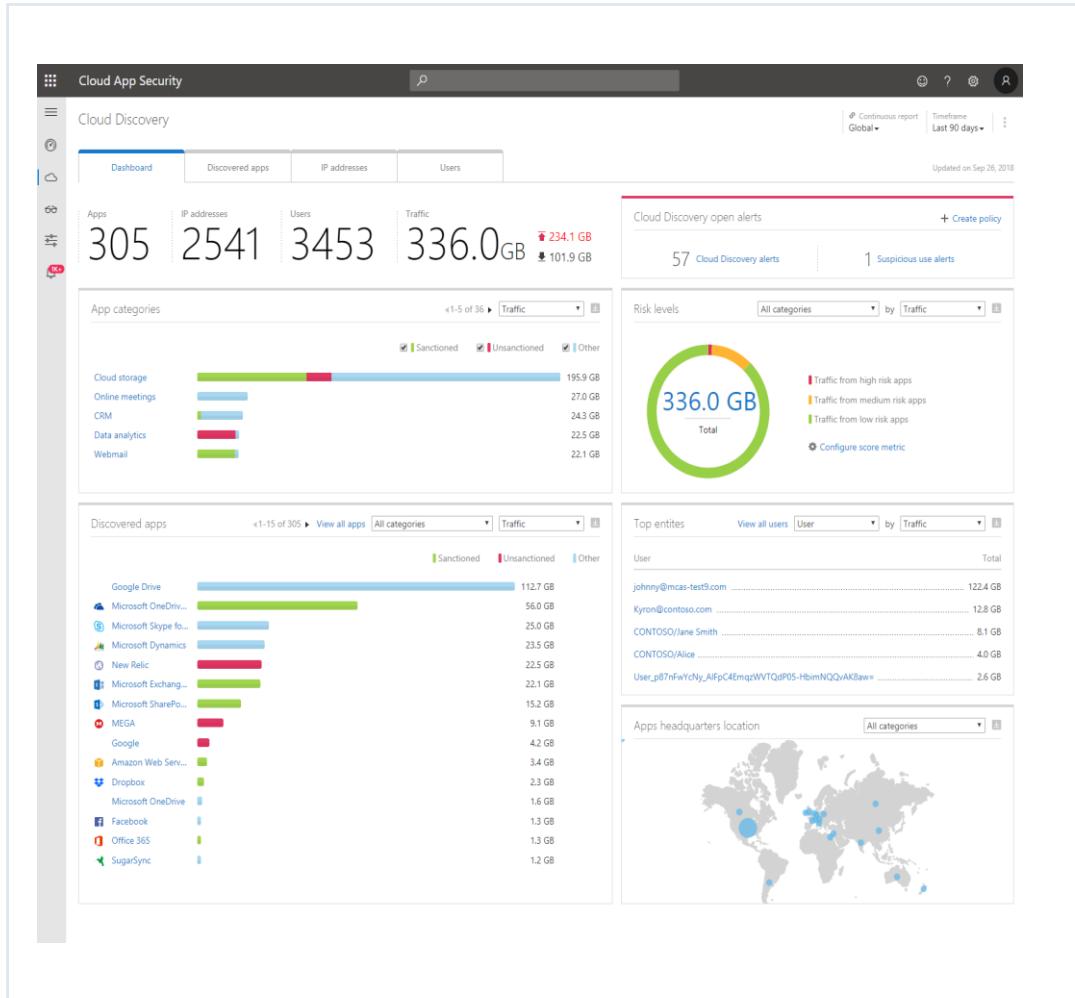 Cloud App Security
?
Cloud Discovery
Continuous report
Global
Timeframe
Last 90 days
Dashboard
Discovered apps
IP addresses
Users
Updated on Sep 26, 2018
1K+
Apps
305
IP addresses
2541
Users
3453
Traffic
336.0GB
234.1 GB
101.9 GB
Cloud Discovery open alerts
+ Create policy
57 Cloud Discovery alerts
1 Suspicious use alerts
App categories
1-5 of 36
Traffic
Sanctioned
Unsanctioned
Other
Cloud storage 195.9 GB
Online meetings 27.0 GB
CRM 24.3 GB
Data analytics 22.5 GB
Webmail 22.1 GB
Risk levels
All categories
by
Traffic
336.0 GB
Total
Traffic from high risk apps
Traffic from medium risk apps
Traffic from low risk apps
Configure score metric
Discovered apps
1-15 of 305
View all apps
All categories
Traffic
Sanctioned
Unsanctioned
Other
Google Drive 112.7 GB
Microsoft OneDriv... 56.0 GB
Microsoft Skype fo... 25.0 GB
Microsoft Dynamics 23.5 GB
New Relic 22.5 GB
Microsoft Exchang... 22.1 GB
Microsoft SharePo... 15.2 GB
MEGA 9.1 GB
Google 4.2 GB
Amazon Web Serv... 3.4 GB
Dropbox 2.3 GB
Microsoft OneDrive 1.6 GB
Facebook 1.3 GB
Office 365 1.3 GB
SugarSync 1.2 GB
Top entites
View all users
User
by
Traffic
User Total
johnny@mcas-test9.com 122.4 GB
Kyron@contoso.com 12.8 GB
CONTOSO/Jane Smith 8.1 GB
CONTOSO/Alice 4.0 GB
2.6 GB
Apps headquarters location
All categories